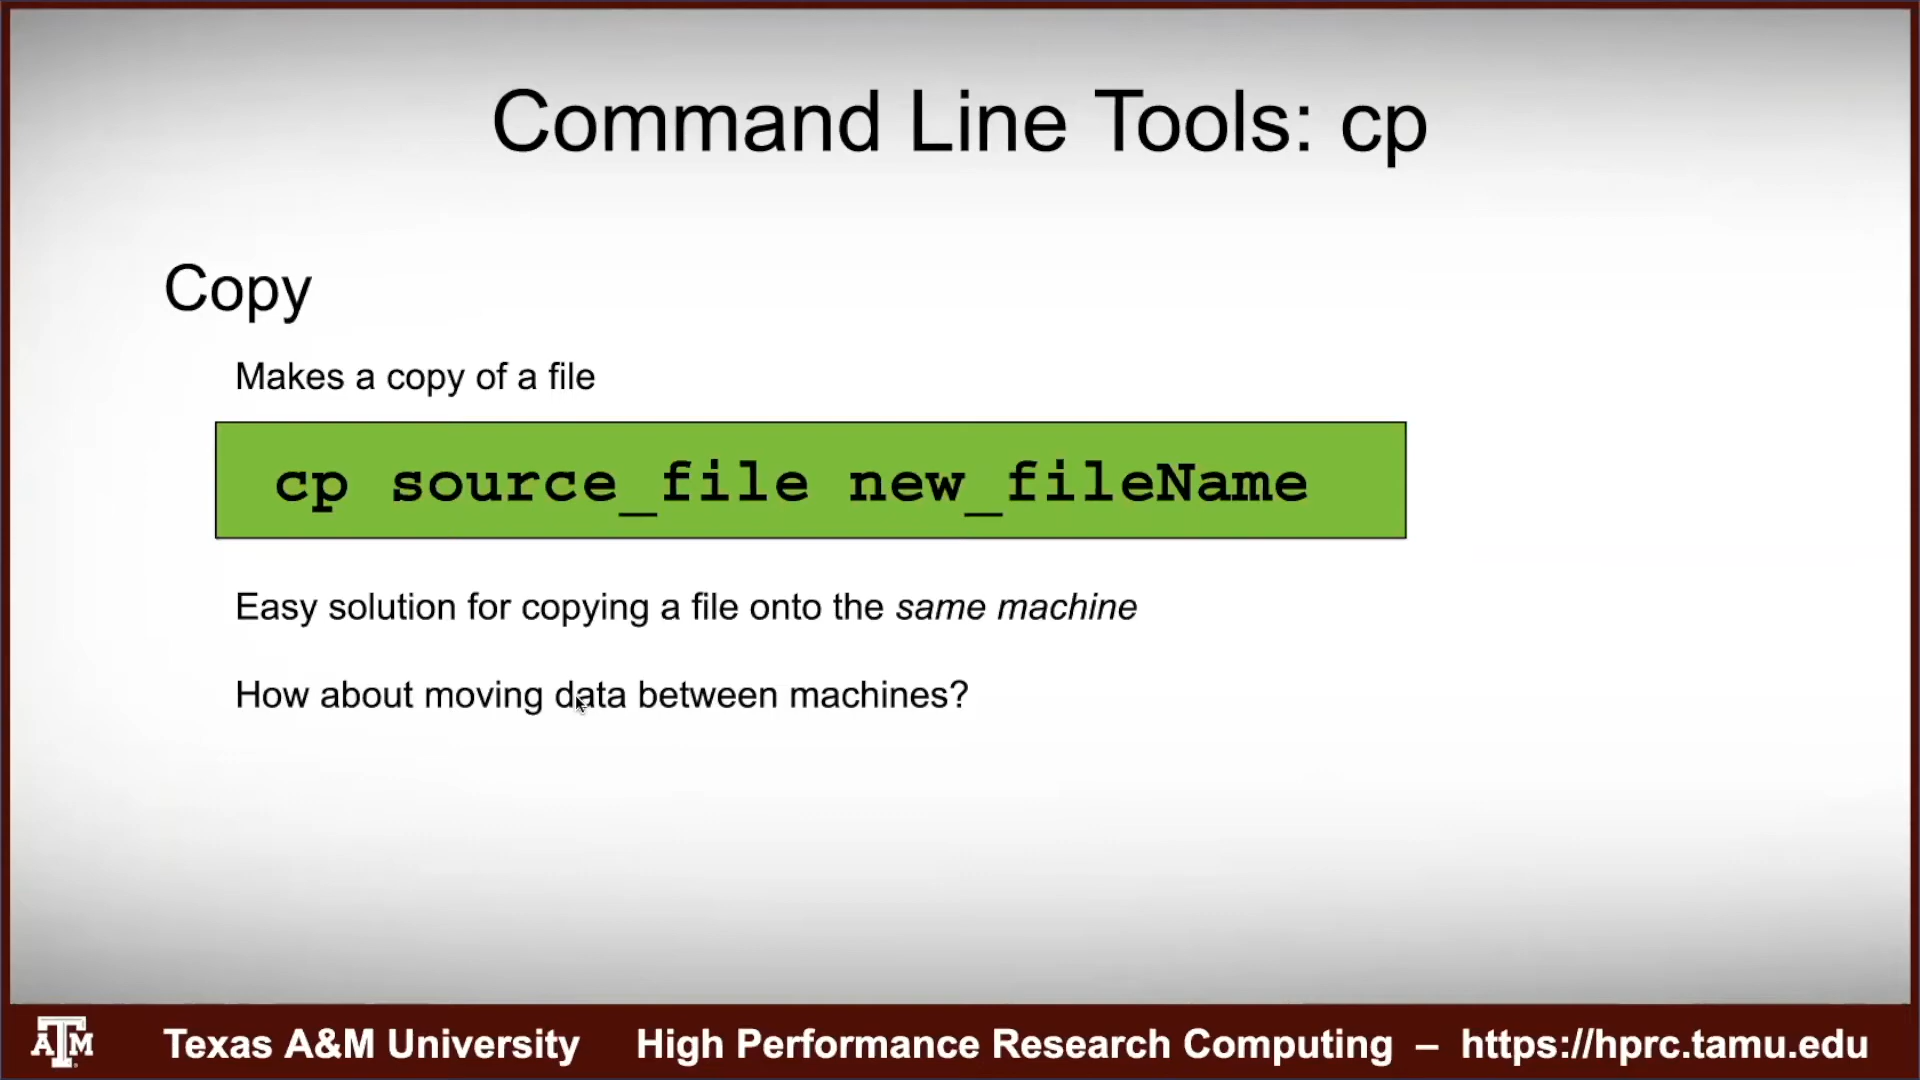 Command Line Tools: cp
Copy
Makes a copy of a file
cp source_file new_fileName
Easy solution for copying a file onto the same machine
How about moving data between machines?
ATM Texas A&M University High Performance Research Computing – https://hprc.tamu.edu